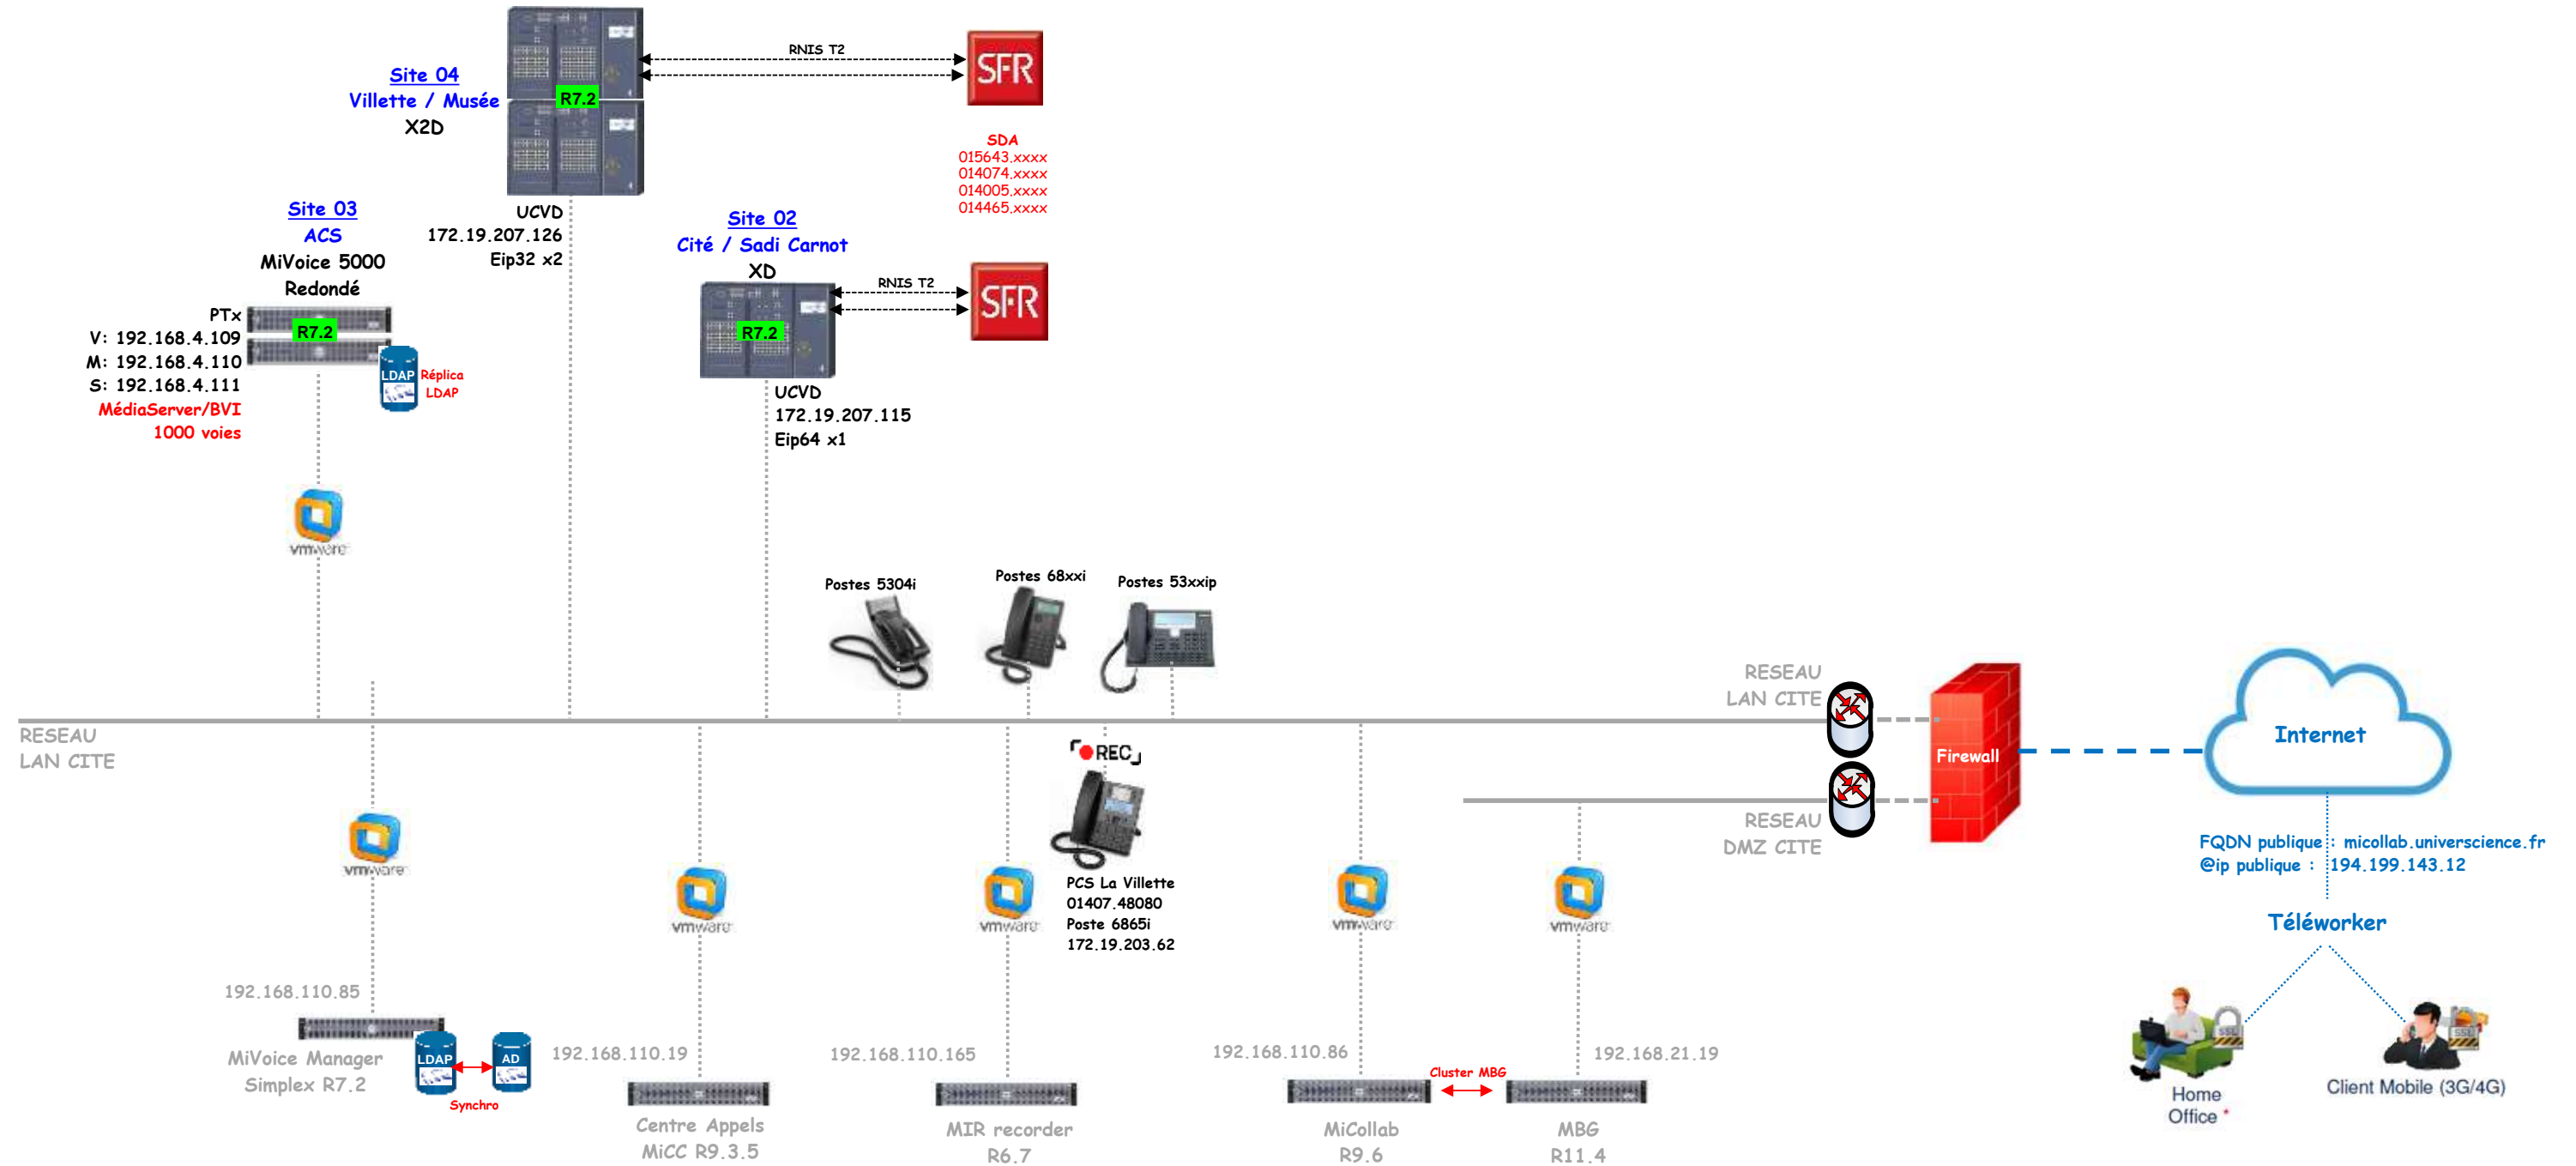 Site 04
Villette / Musée
X2D
R7.2
RNIS T2
SFR
SDA
015643.xxxx
014074.xxxx
014005.xxxx
014465.xxxx
UCVD
172.19.207.126
Eip32 x2
Site 03
ACS
MiVoice 5000
Redondé
PTx
V: 192.168.4.109
M: 192.168.4.110
S: 192.168.4.111
MédiaServer/BVI
1000 voies
R7.2
LDAP
Réplica
LDAP
Site 02
Cité / Sadi Carnot
XD
R7.2
RNIS T2
SFR
UCVD
172.19.207.115
Eip64 x1
vmware
Postes 5304i
Postes 68xxi
Postes 53xxip
RESEAU
LAN CITE
RESEAU
LAN CITE
Firewall
Internet
REC
RESEAU
DMZ CITE
PCS La Villette
01407.48080
Poste 6865i
172.19.203.62
vmware
vmware
vmware
vmware
vmware
FQDN publique : micollab.universcience.fr
@ip publique : 194.199.143.12
Téléworker
192.168.110.85
MiVoice Manager
Simplex R7.2
LDAP
AD
Synchro
192.168.110.19
Centre Appels
MiCC R9.3.5
192.168.110.165
MIR recorder
R6.7
192.168.110.86
MiCollab
R9.6
Cluster MBG
192.168.21.19
MBG
R11.4
SSL
Home
Office *
SSL
Client Mobile (3G/4G)